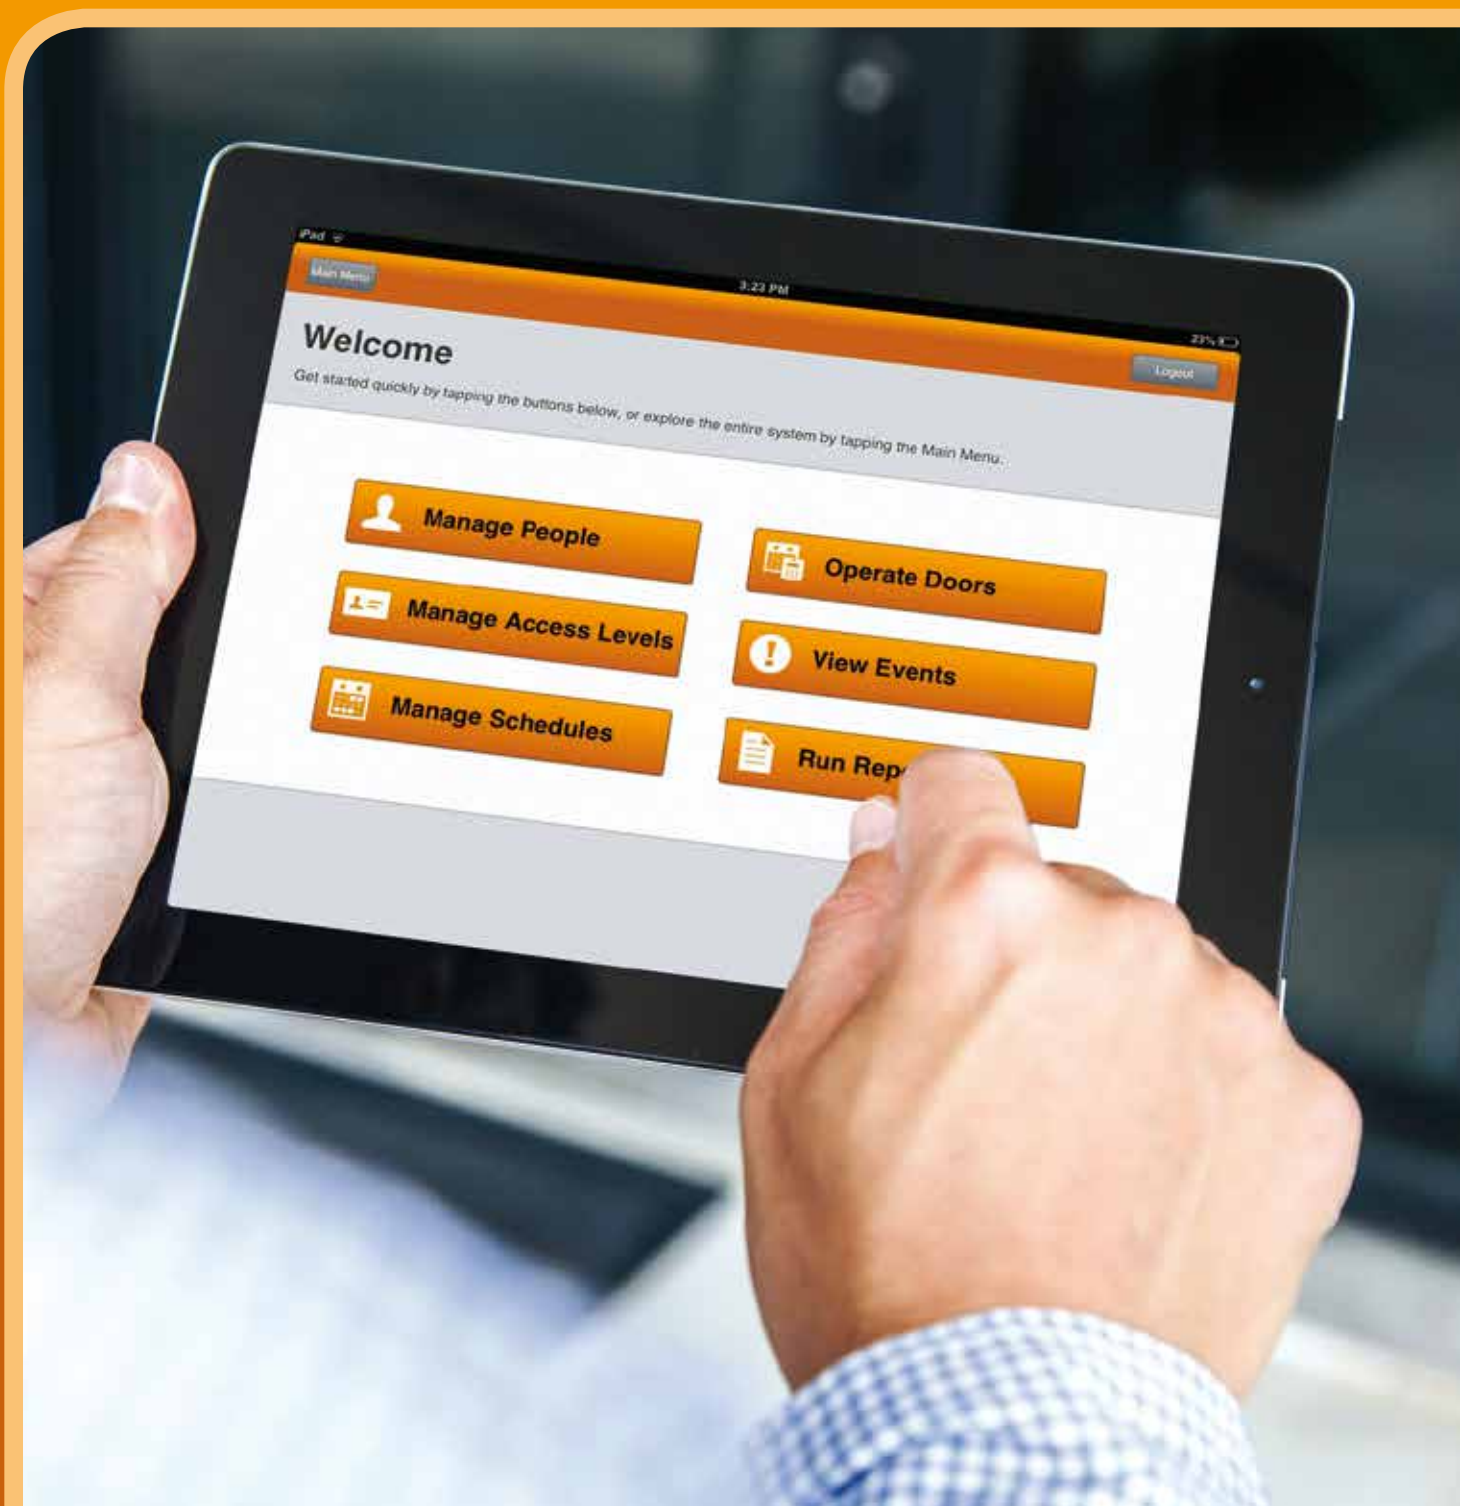 iPad
3:23 PM
23%
Main Menu
Logout
Welcome
Get started quickly by tapping the buttons below, or explore the entire system by tapping the Main Menu.
Manage People
Operate Doors
Manage Access Levels
View Events
Manage Schedules
Run Rep